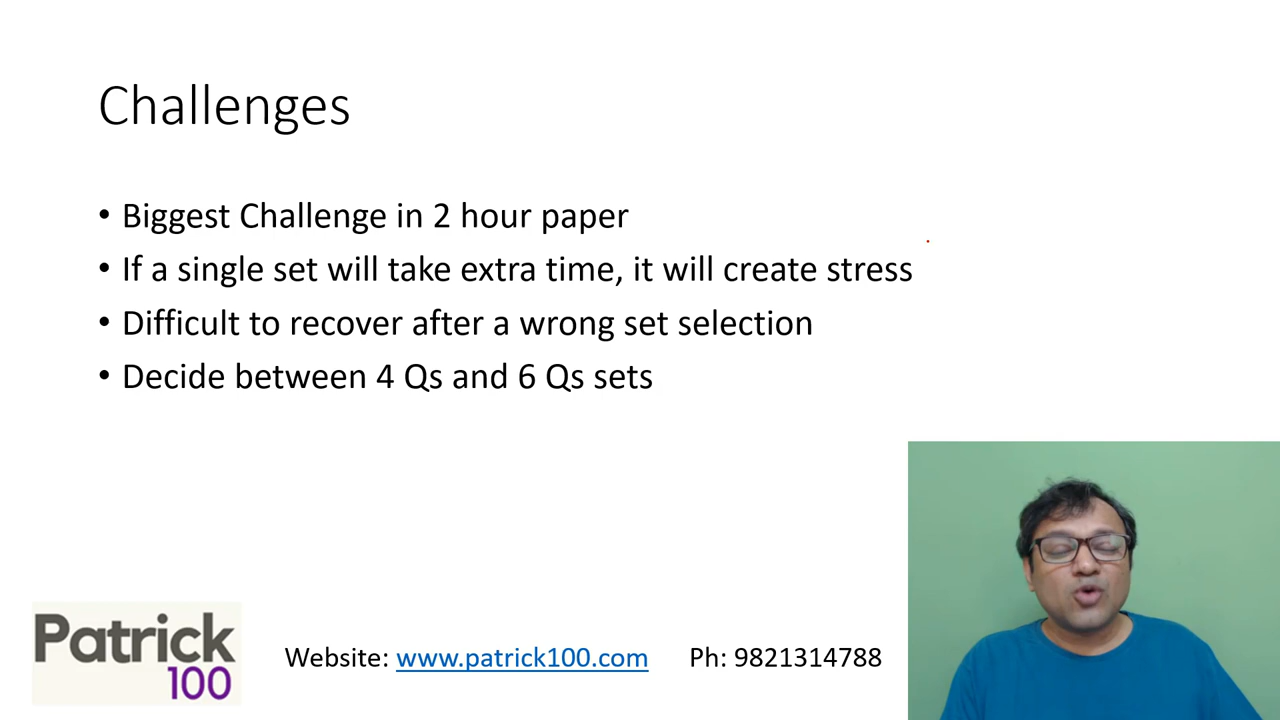 Challenges
• Biggest Challenge in 2 hour paper
• If a single set will take extra time, it will create stress
• Difficult to recover after a wrong set selection
• Decide between 4 Qs and 6 Qs sets
Patrick
100
Website: www.patrick100.com Ph: 9821314788